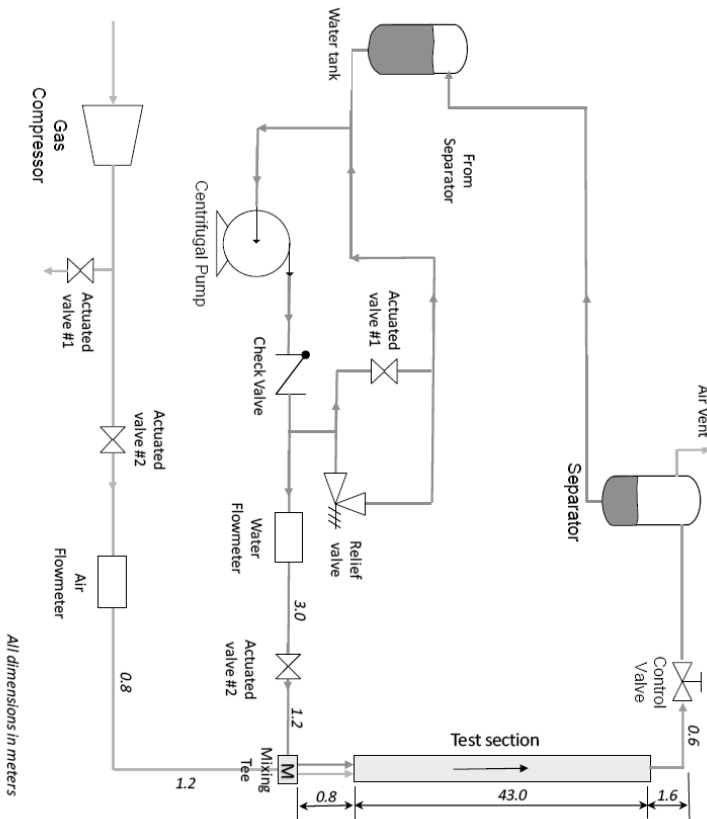 Water tank
Gas
Compressor
From
Separator
Centrifugal Pump
Actuated
valve #1
Actuated
valve #1
Check Valve
Air Vent
Actuated
valve #2
Separator
Water
Flowmeter
Relief
valve
Air
Flowmeter
3.0
Actuated
valve #2
Control
Valve
0.8
1.2
0.6
Test section
Mixing
Tee
M
1.2
0.8
43.0
1.6
All dimensions in meters